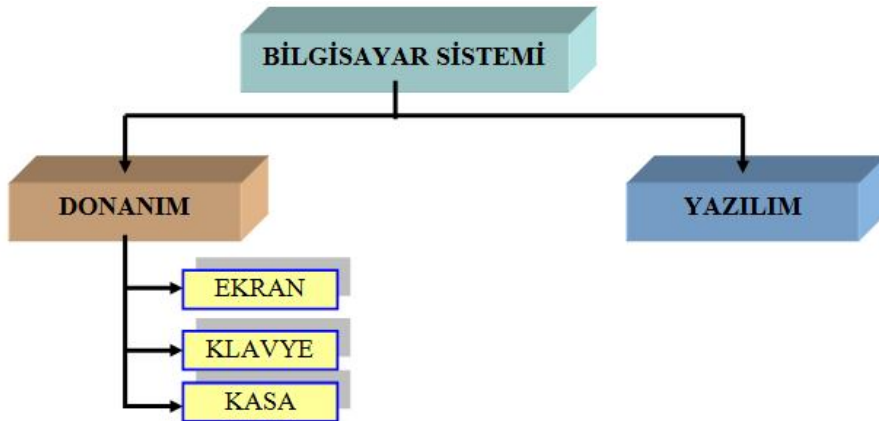 BİLGİSAYAR SİSTEMİ
DONANIM
YAZILIM
EKRAN
KLAVYE
KASA